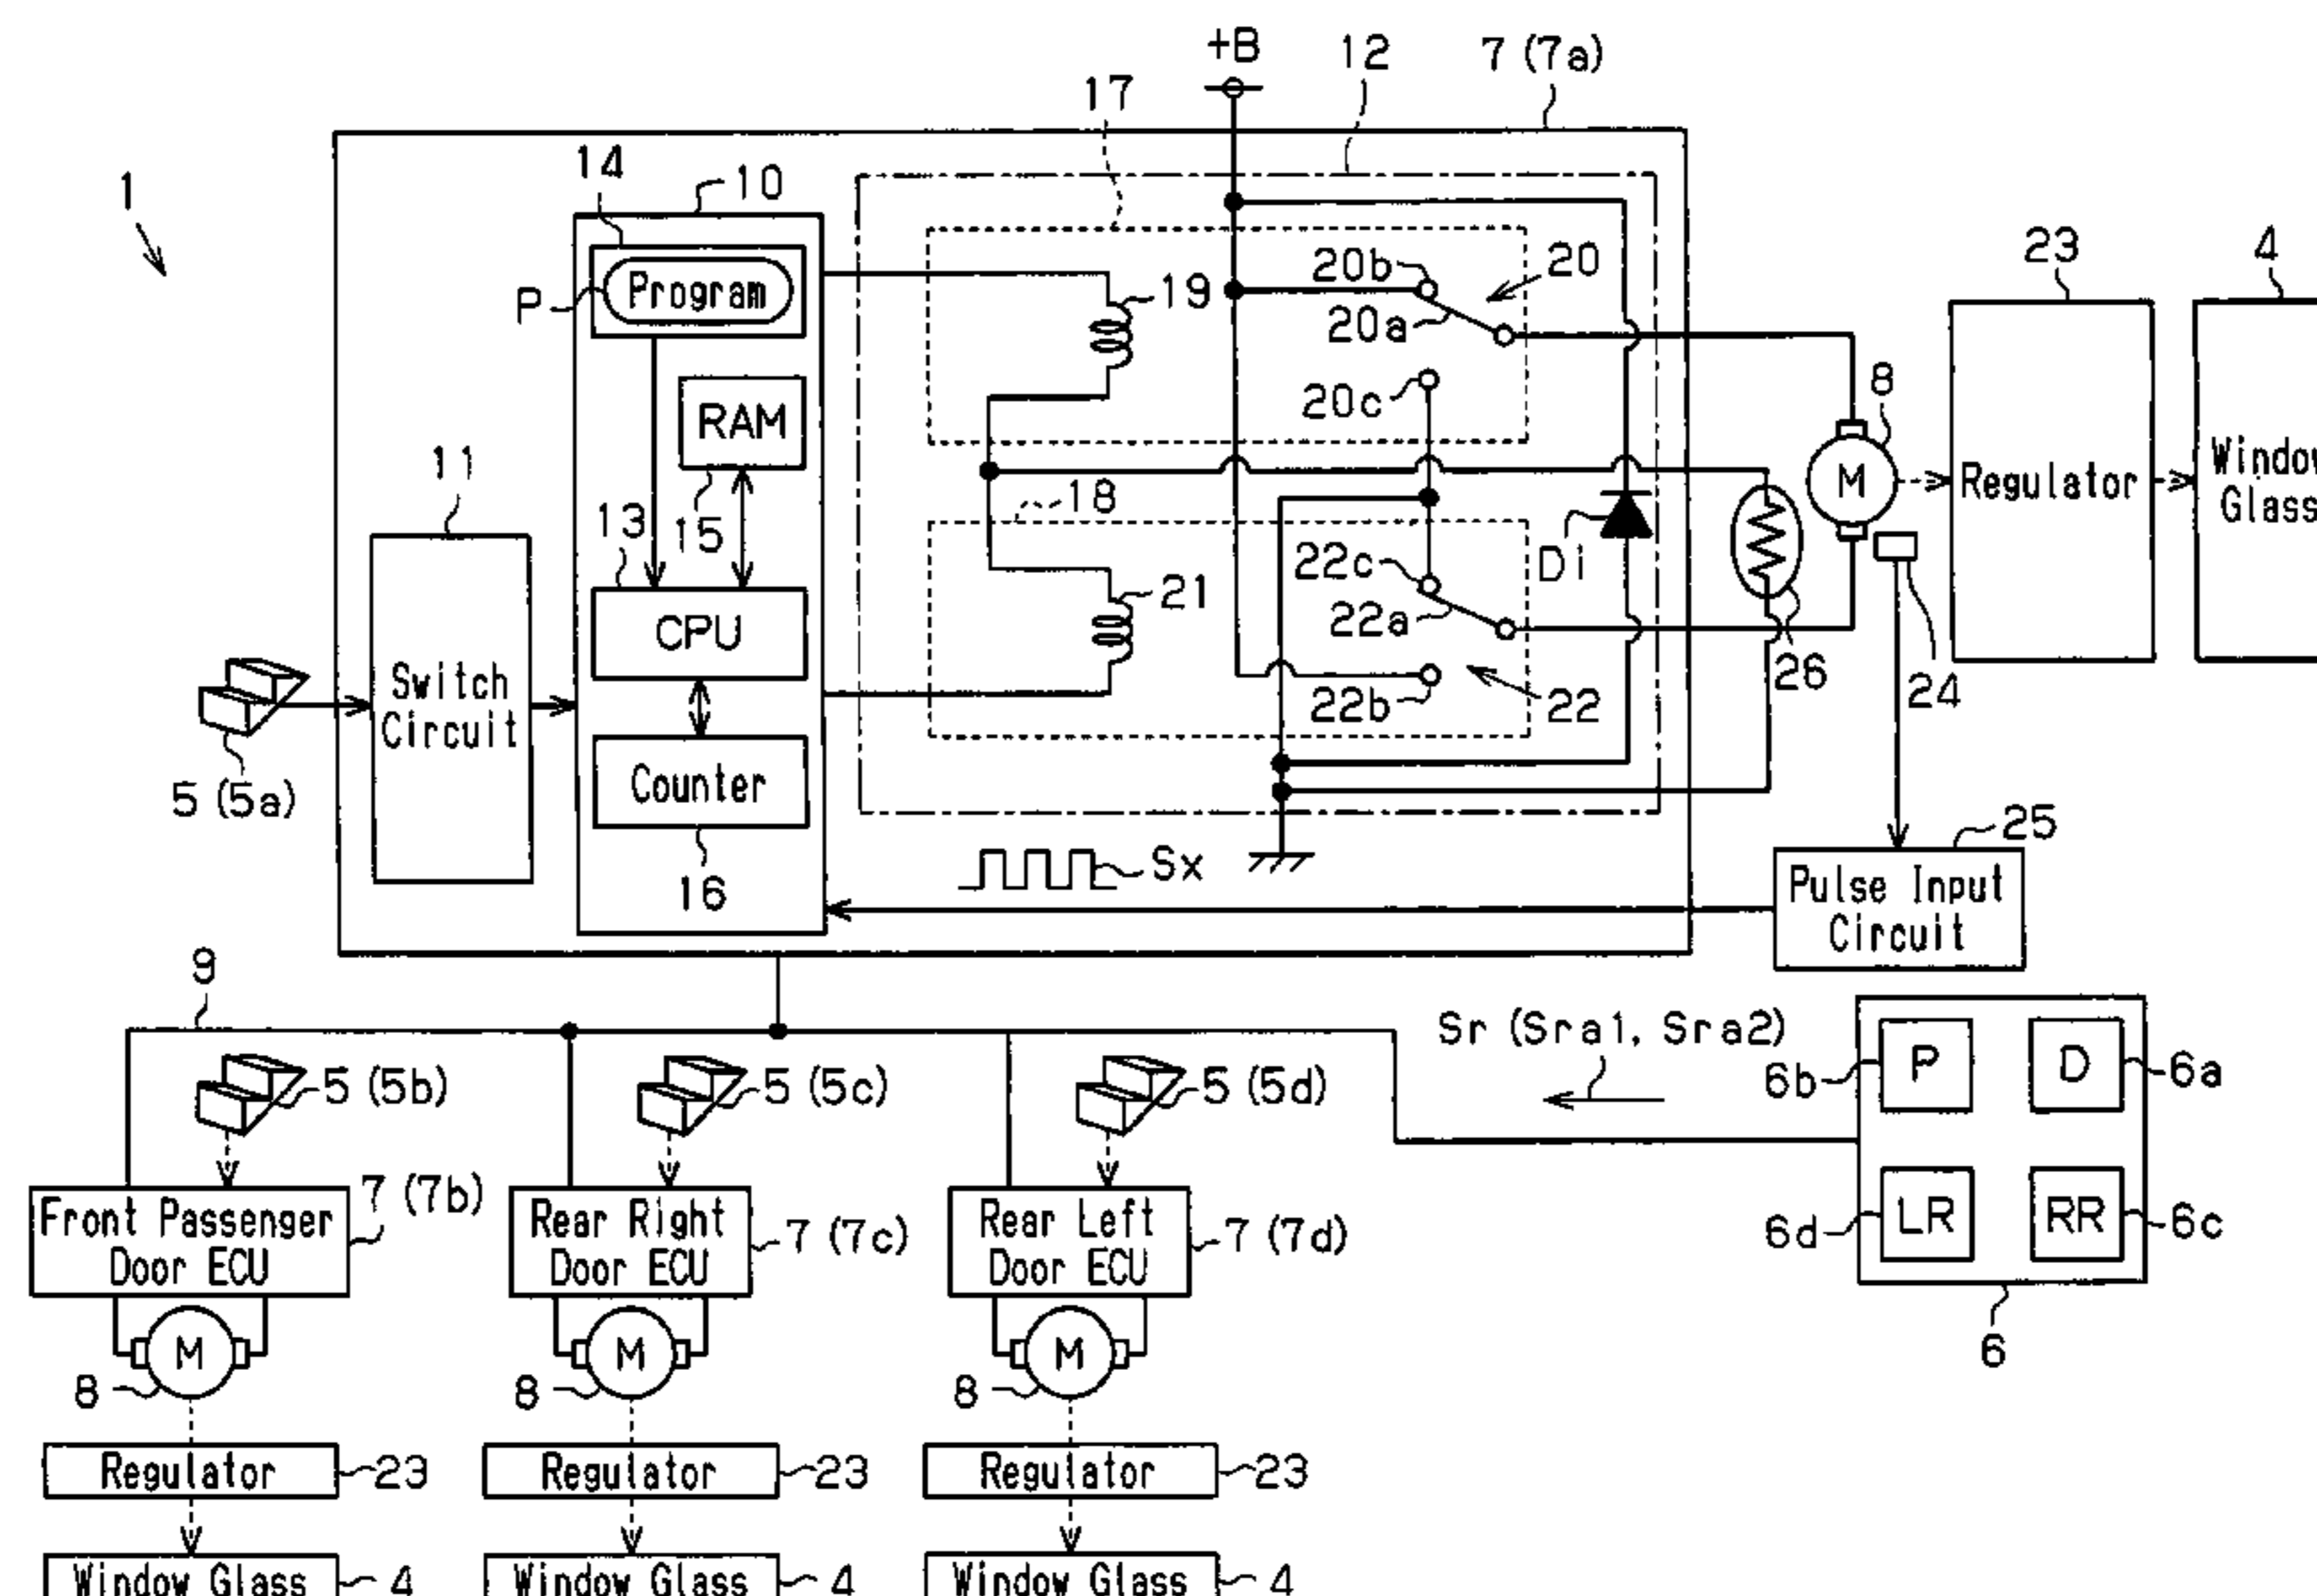 +B
12
7 (7a)
17
14
10
1
23
4
20b
20
P
Program
19
20a
8
RAM
20c
11
M
Regulator
Window
Glass
18
13
15
22c
Di
CPU
21
22a
26
24
Switch
Circuit
22b
22
5 (5a)
Counter
25
Sx
16
Pulse Input
Circuit
9
Sr (Sra1, Sra2)
6b
P
D
6a
5 (5b)
5 (5c)
5 (5d)
7 (7b)
Front Passenger
Door ECU
Rear Right
Door ECU
7 (7c)
Rear Left
Door ECU
7 (7d)
6d
LR
RR
6c
6
M
M
M
8
8
8
Regulator
23
Regulator
23
Regulator
23
Window Glass
4
Window Glass
4
Window Glass
4